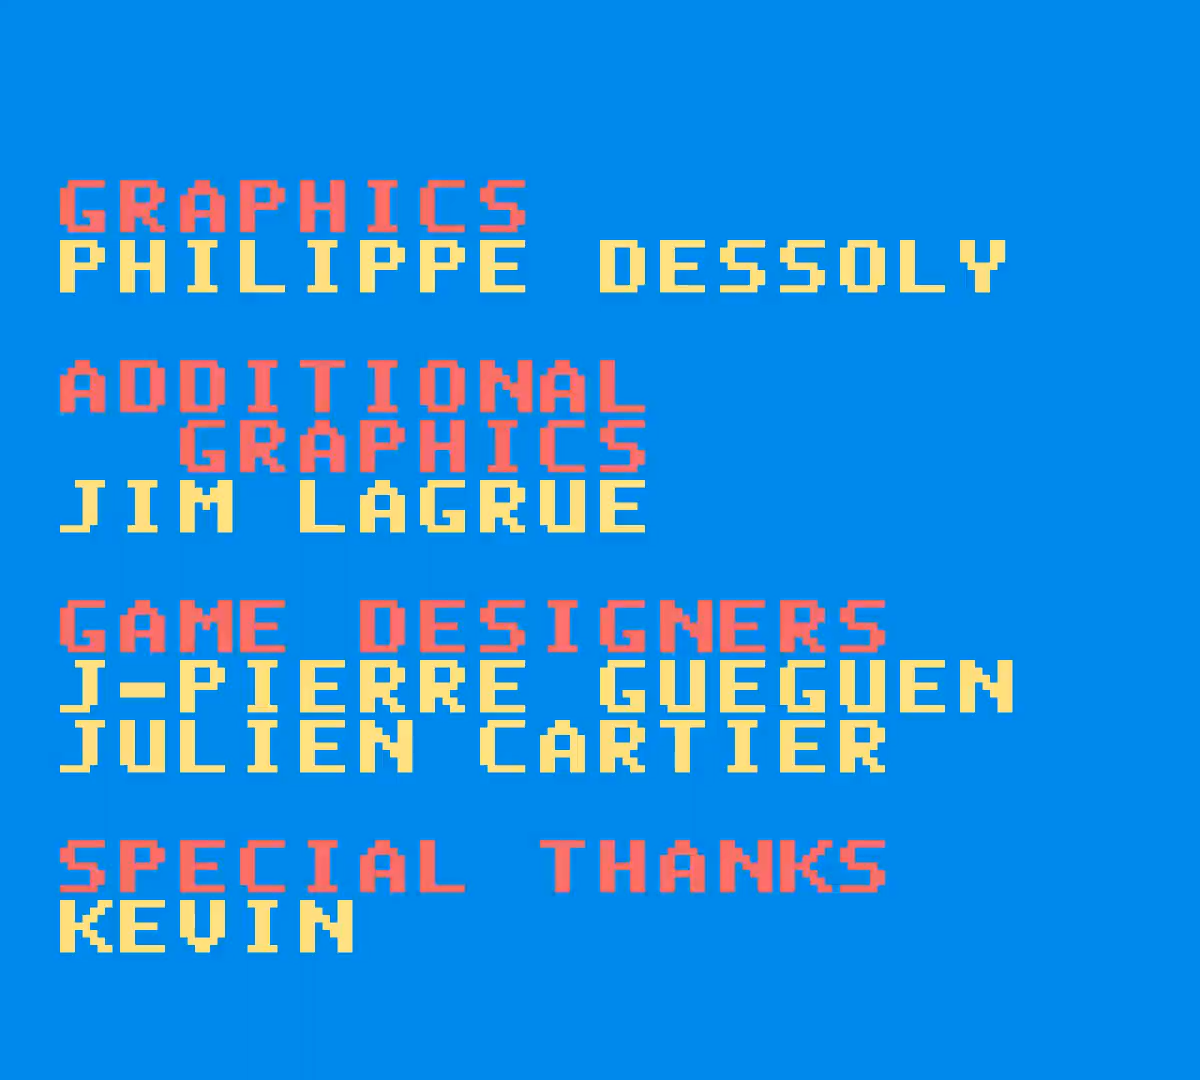 GRAPHICS
PHILIPPE DESSOLY
ADDITIONAL
GRAPHICS
JIM LAGRUE
GAME DESIGNERS
J-PIERRE GUEGUEN
JULIEN CARTIER
SPECIAL THANKS
KEVIN